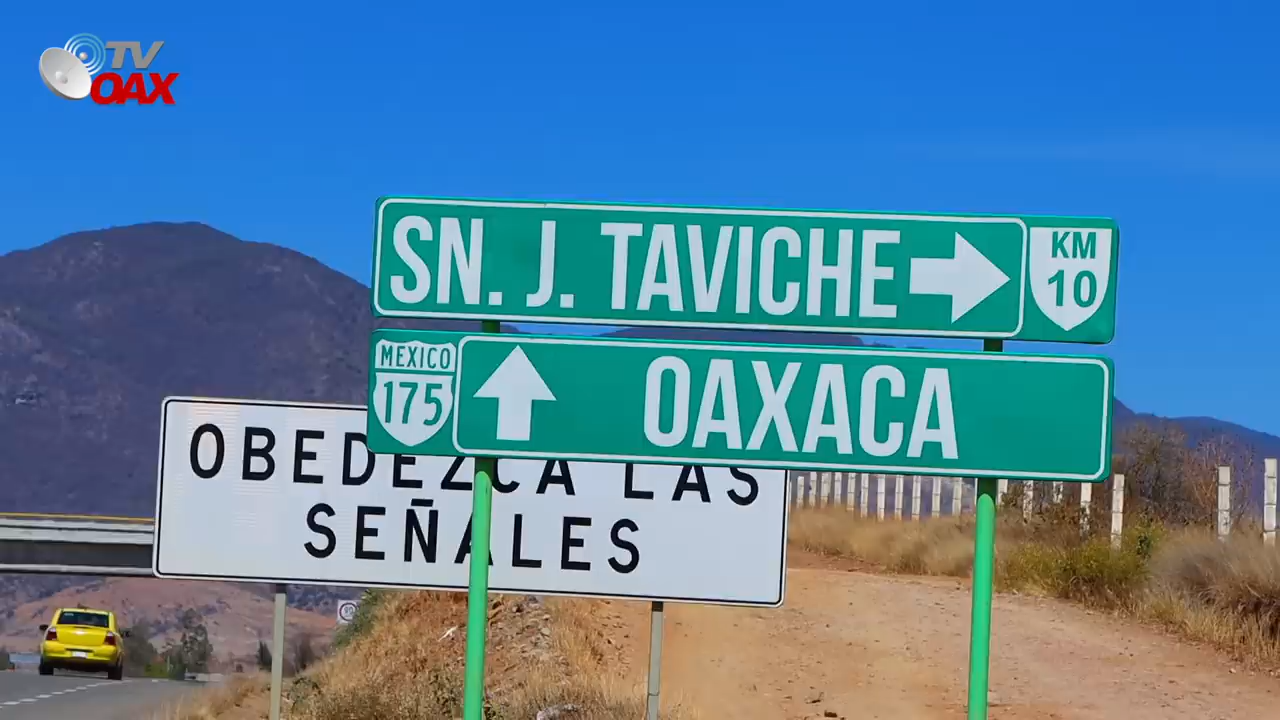 TV
OAX
SN. J. TAVICHE
KM
10
MEXICO
175
OAXACA
OBEDEZCA LAS
SEÑALES